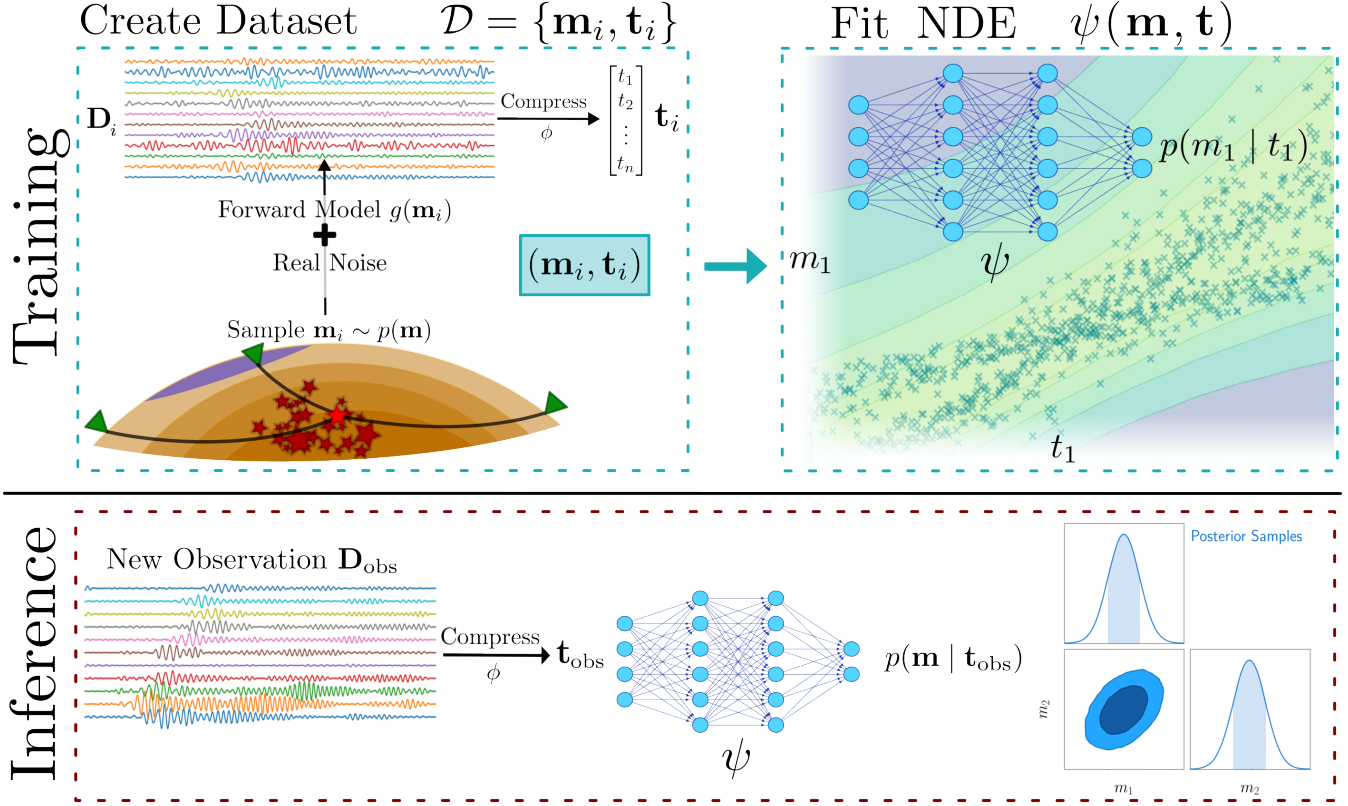 Create Dataset
𝒟 = {m_i, t_i}
Fit NDE ψ(m, t)
Training
D_i
Compress
ϕ
t_1
t_2
⋮
t_n
t_i
Forward Model g(m_i)
+
Real Noise
(m_i, t_i)
Sample m_i ∼ p(m)
p(m_1 | t_1)
ψ
m_1
t_1
Inference
New Observation D_obs
Compress
ϕ
t_obs
ψ
p(m | t_obs)
Posterior Samples
m_2
m_1
m_2